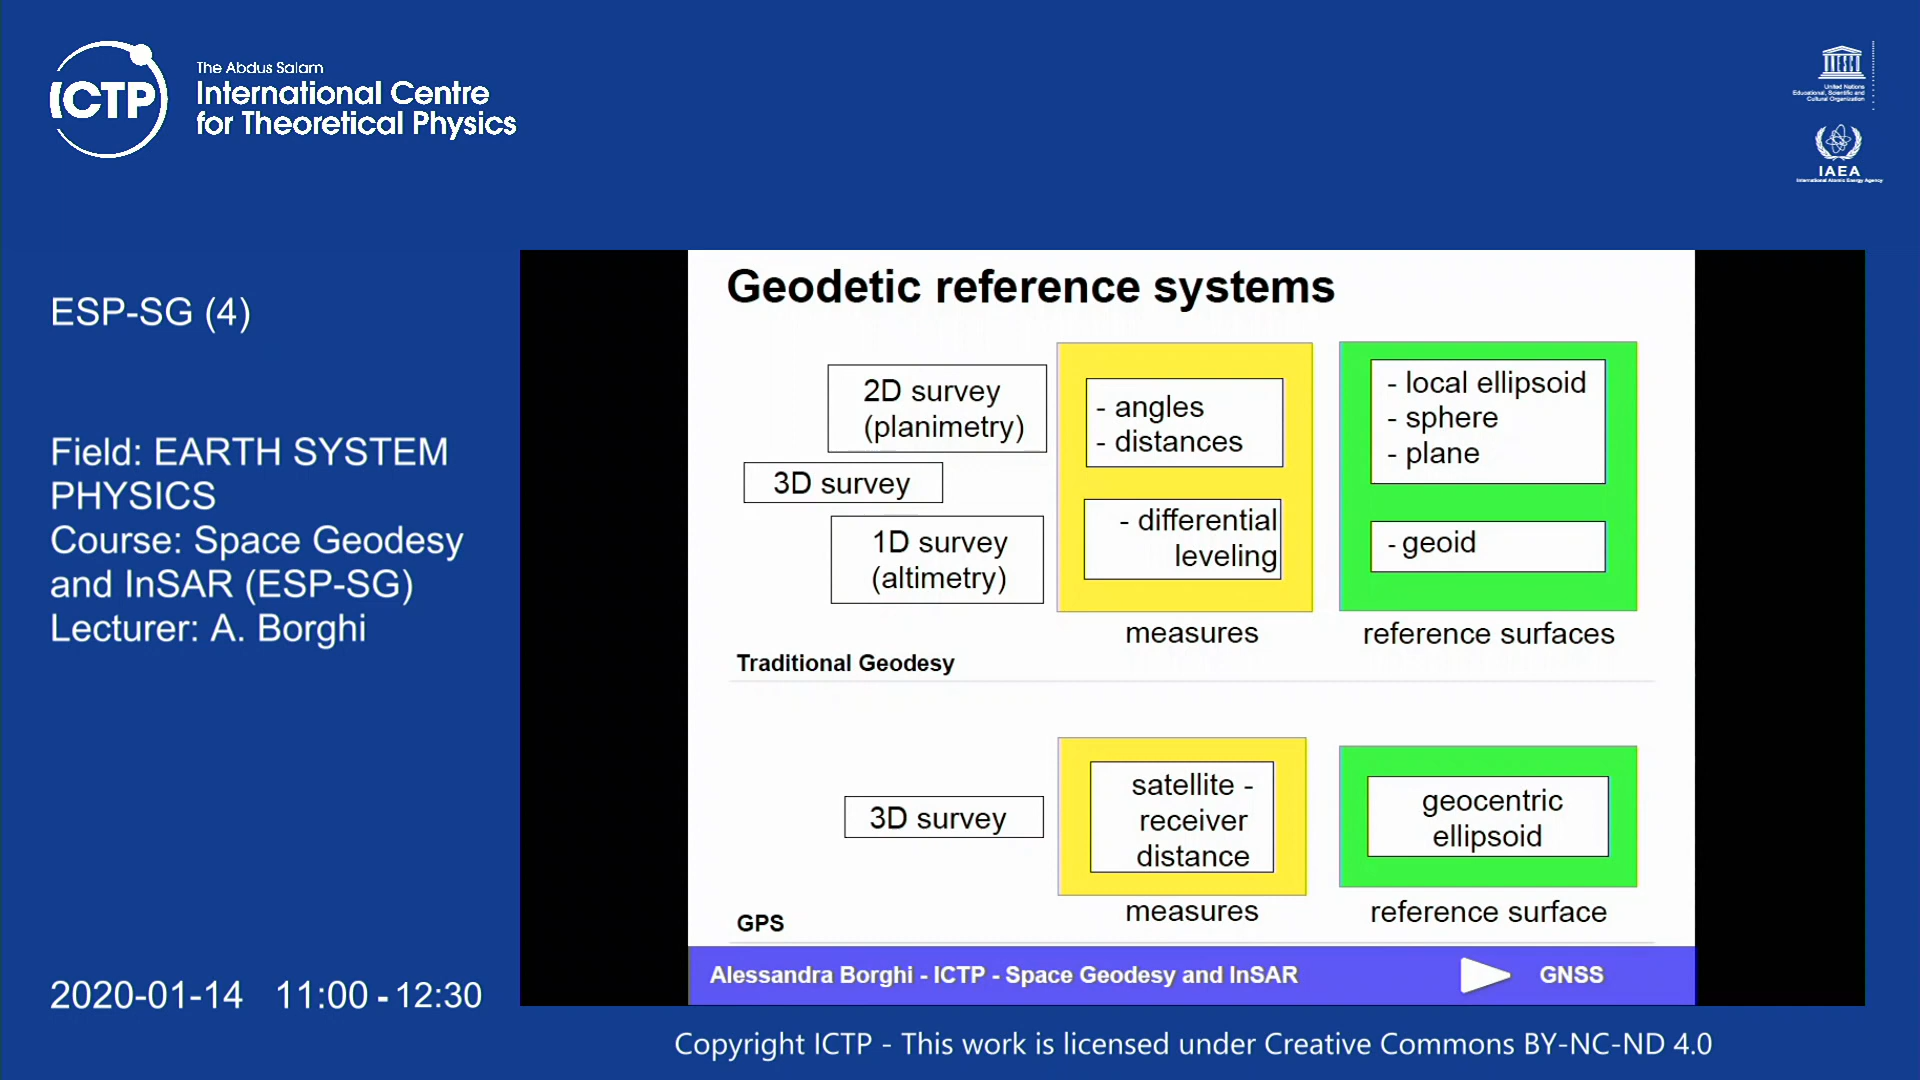 ICTP
The Abdus Salam
International Centre
for Theoretical Physics
United Nations
Educational, Scientific and
Cultural Organization
IAEA
International Atomic Energy Agency
ESP-SG (4)
Field: EARTH SYSTEM
PHYSICS
Course: Space Geodesy
and InSAR (ESP-SG)
Lecturer: A. Borghi
2020-01-14 11:00 - 12:30
Geodetic reference systems
2D survey
(planimetry)
3D survey
1D survey
(altimetry)
- angles
- distances
- differential
leveling
measures
- local ellipsoid
- sphere
- plane
- geoid
reference surfaces
Traditional Geodesy
3D survey
satellite -
receiver
distance
measures
geocentric
ellipsoid
reference surface
GPS
Alessandra Borghi - ICTP - Space Geodesy and InSAR
GNSS
Copyright ICTP - This work is licensed under Creative Commons BY-NC-ND 4.0